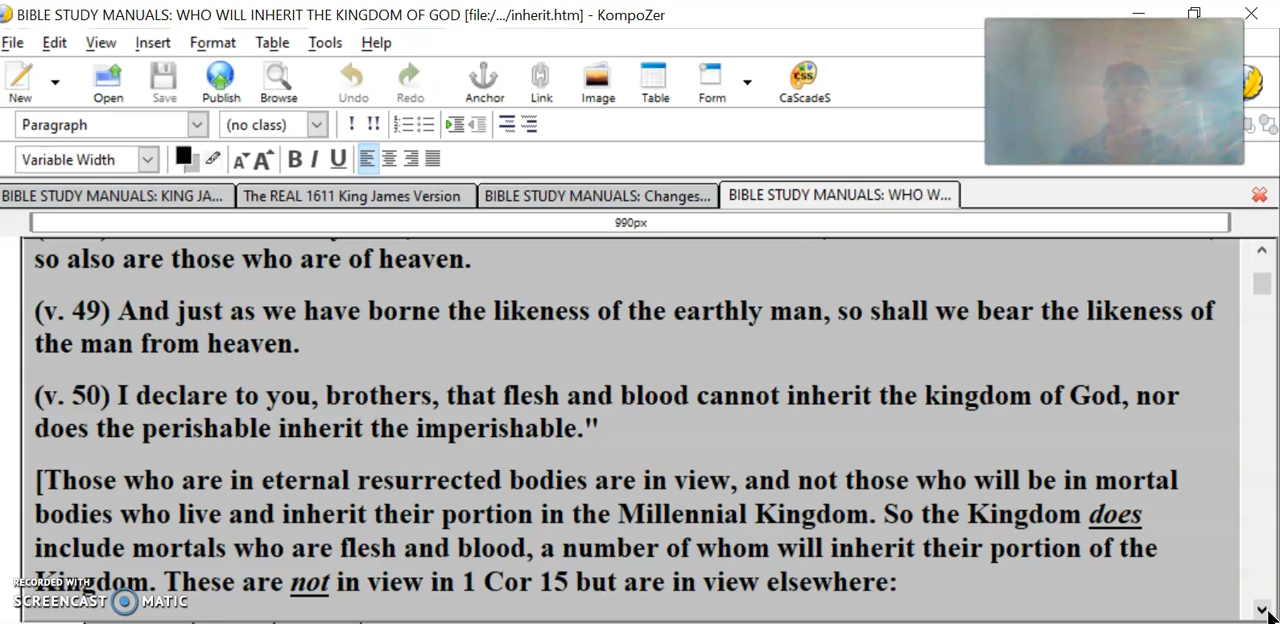 BIBLE STUDY MANUALS: WHO WILL INHERIT THE KINGDOM OF GOD [file:/.../inherit.htm] - KompoZer
File Edit View Insert Format Table Tools Help
New Open Save Publish Browse Undo Redo Anchor Link Image Table Form CaScadeS
Paragraph (no class) ! !!
Variable Width A A B I U
BIBLE STUDY MANUALS: KING JA... The REAL 1611 King James Version BIBLE STUDY MANUALS: Changes... BIBLE STUDY MANUALS: WHO W...
990px
so also are those who are of heaven.
(v. 49) And just as we have borne the likeness of the earthly man, so shall we bear the likeness of
the man from heaven.
(v. 50) I declare to you, brothers, that flesh and blood cannot inherit the kingdom of God, nor
does the perishable inherit the imperishable."
[Those who are in eternal resurrected bodies are in view, and not those who will be in mortal
bodies who live and inherit their portion in the Millennial Kingdom. So the Kingdom does
include mortals who are flesh and blood, a number of whom will inherit their portion of the
Kingdom. These are not in view in 1 Cor 15 but are in view elsewhere:
RECORDED WITH
SCREENCAST MATIC